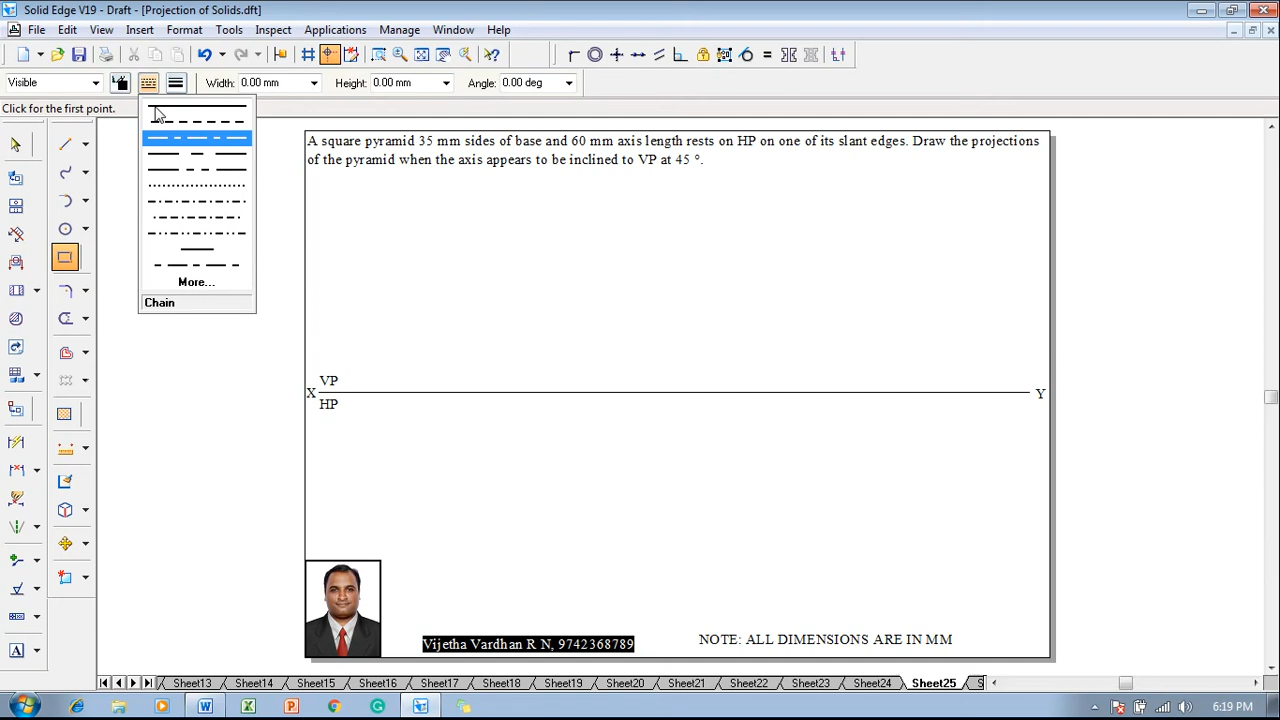 Solid Edge V19 - Draft - [Projection of Solids.dft]
File Edit View Insert Format Tools Inspect Applications Manage Window Help
Visible Width: 0.00 mm Height: 0.00 mm Angle: 0.00 deg
Click for the first point.
More...
Chain
A square pyramid 35 mm sides of base and 60 mm axis length rests on HP on one of its slant edges. Draw the projections
of the pyramid when the axis appears to be inclined to VP at 45 °.
VP
X Y
HP
Vijetha Vardhan R N, 9742368789
NOTE: ALL DIMENSIONS ARE IN MM
Sheet13 Sheet14 Sheet15 Sheet16 Sheet17 Sheet18 Sheet19 Sheet20 Sheet21 Sheet22 Sheet23 Sheet24 Sheet25 S
6:19 PM